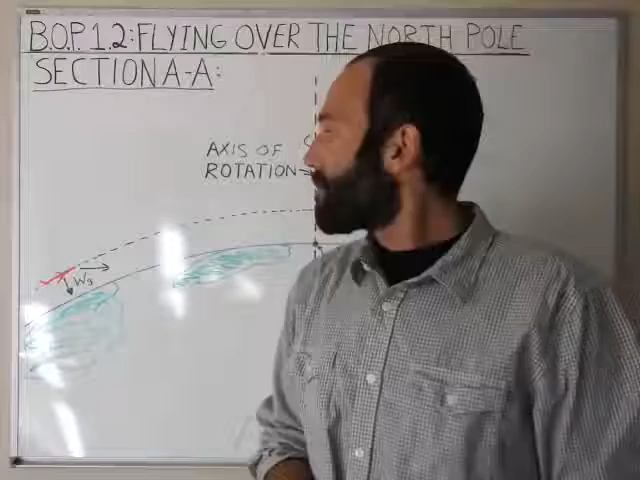 B.O.P. 1.2: FLYING OVER THE NORTH POLE
SECTION A-A:
AXIS OF
ROTATION